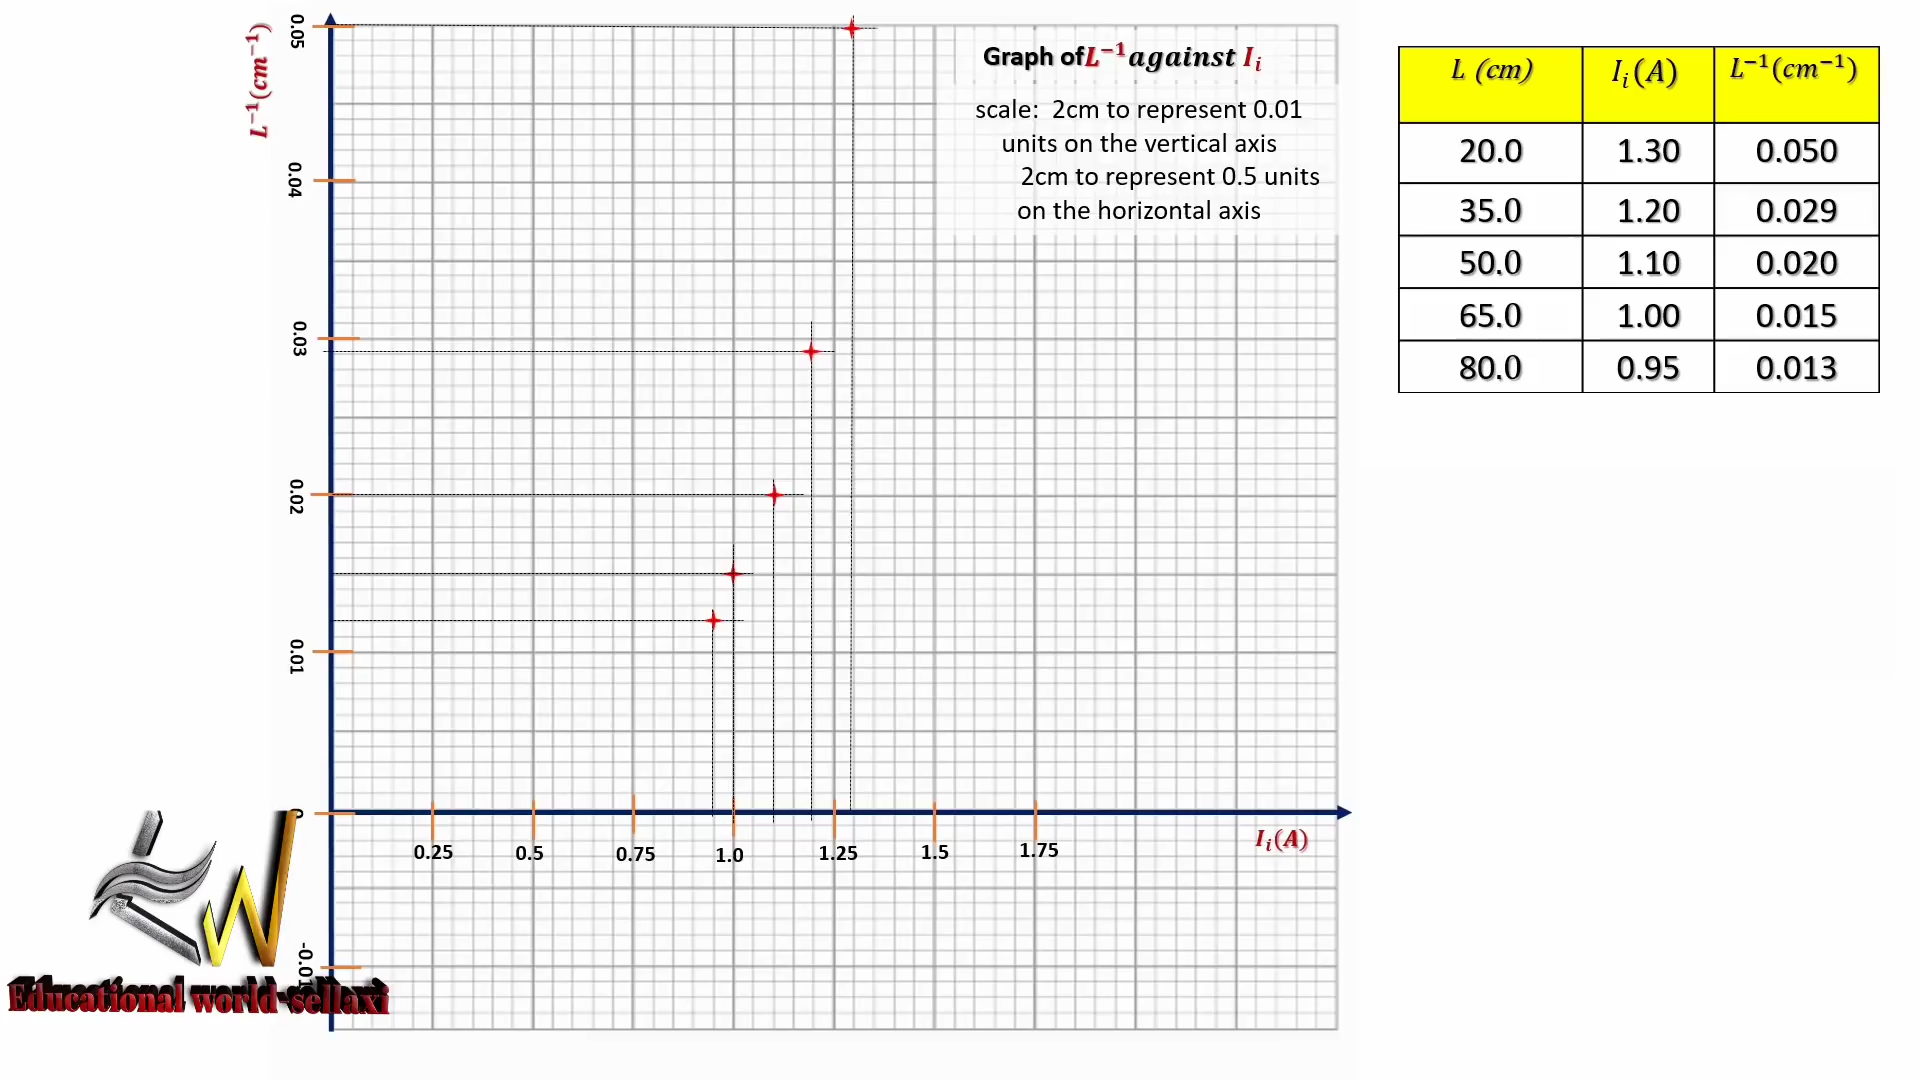 L⁻¹(cm⁻¹)
0.05
0.04
0.03
0.02
0.01
0
-0.01
0.25 0.5 0.75 1.0 1.25 1.5 1.75
Iᵢ(A)
Graph of L⁻¹ against Iᵢ
scale: 2cm to represent 0.01
units on the vertical axis
2cm to represent 0.5 units
on the horizontal axis
L (cm) Iᵢ(A) L⁻¹(cm⁻¹)
20.0 1.30 0.050
35.0 1.20 0.029
50.0 1.10 0.020
65.0 1.00 0.015
80.0 0.95 0.013
EW
Educational world-sellaxi